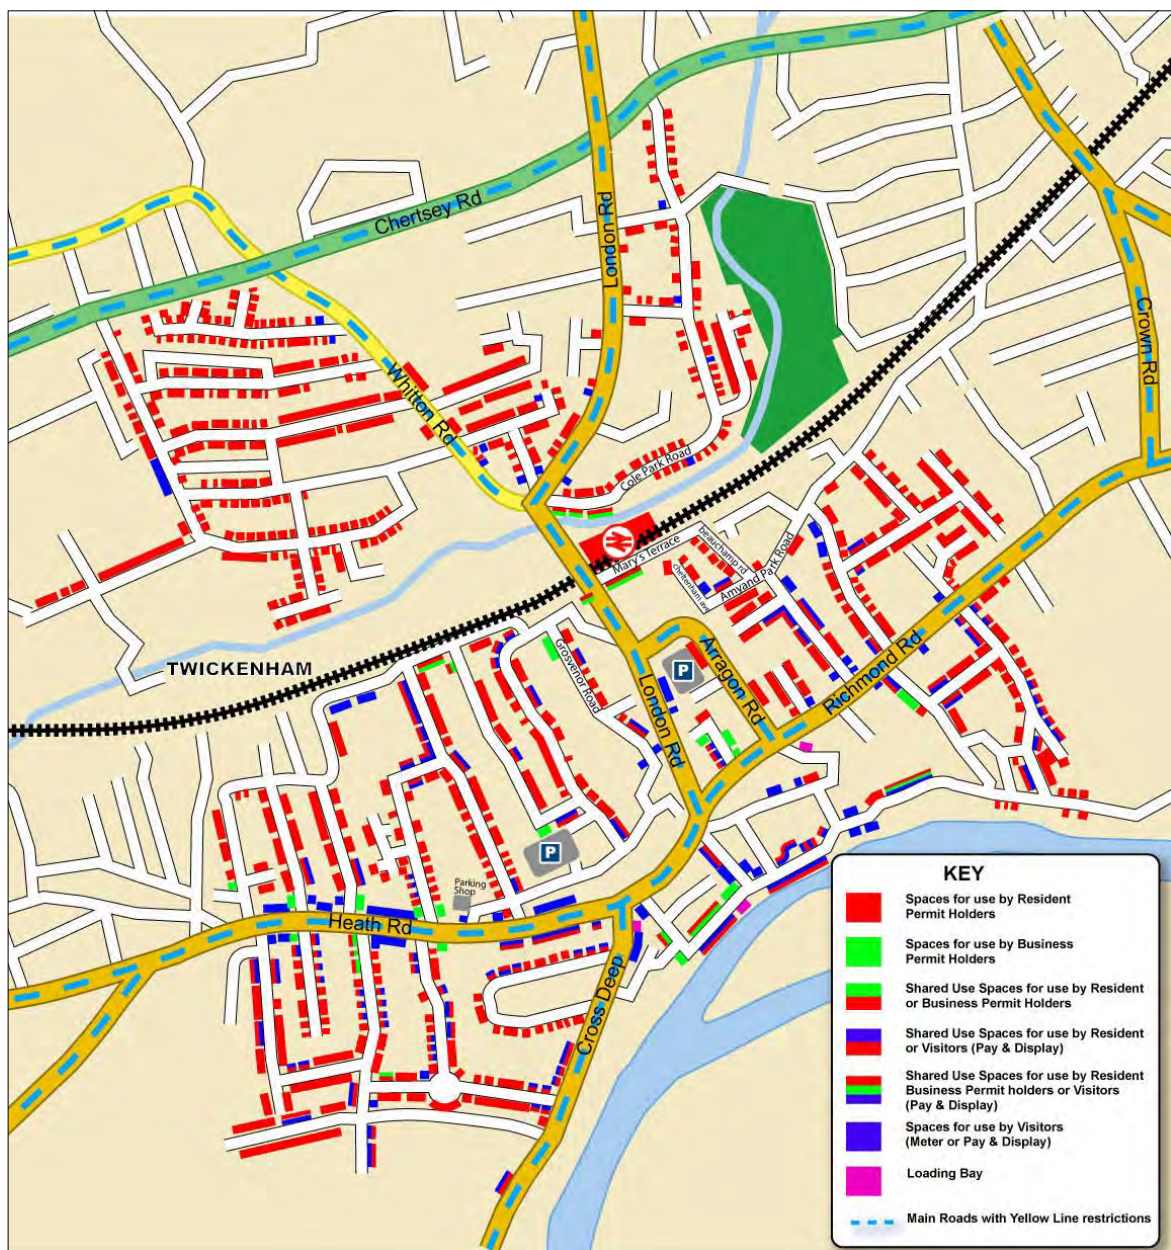 Chertsey Rd
London Rd
Crown Rd
Whitton Rd
Cole Park Road
Mary's Terrace
beauchamp rd
cheltenham ave
Amyand Park Road
TWICKENHAM
Grosvenor Road
P
Arragon Rd
Richmond Rd
London Rd
P
Parking
Shop
Heath Rd
Cross Deep
KEY
Spaces for use by Resident
Permit Holders
Spaces for use by Business
Permit Holders
Shared Use Spaces for use by Resident
or Business Permit Holders
Shared Use Spaces for use by Resident
or Visitors (Pay & Display)
Shared Use Spaces for use by Resident
Business Permit holders or Visitors
(Pay & Display)
Spaces for use by Visitors
(Meter or Pay & Display)
Loading Bay
Main Roads with Yellow Line restrictions